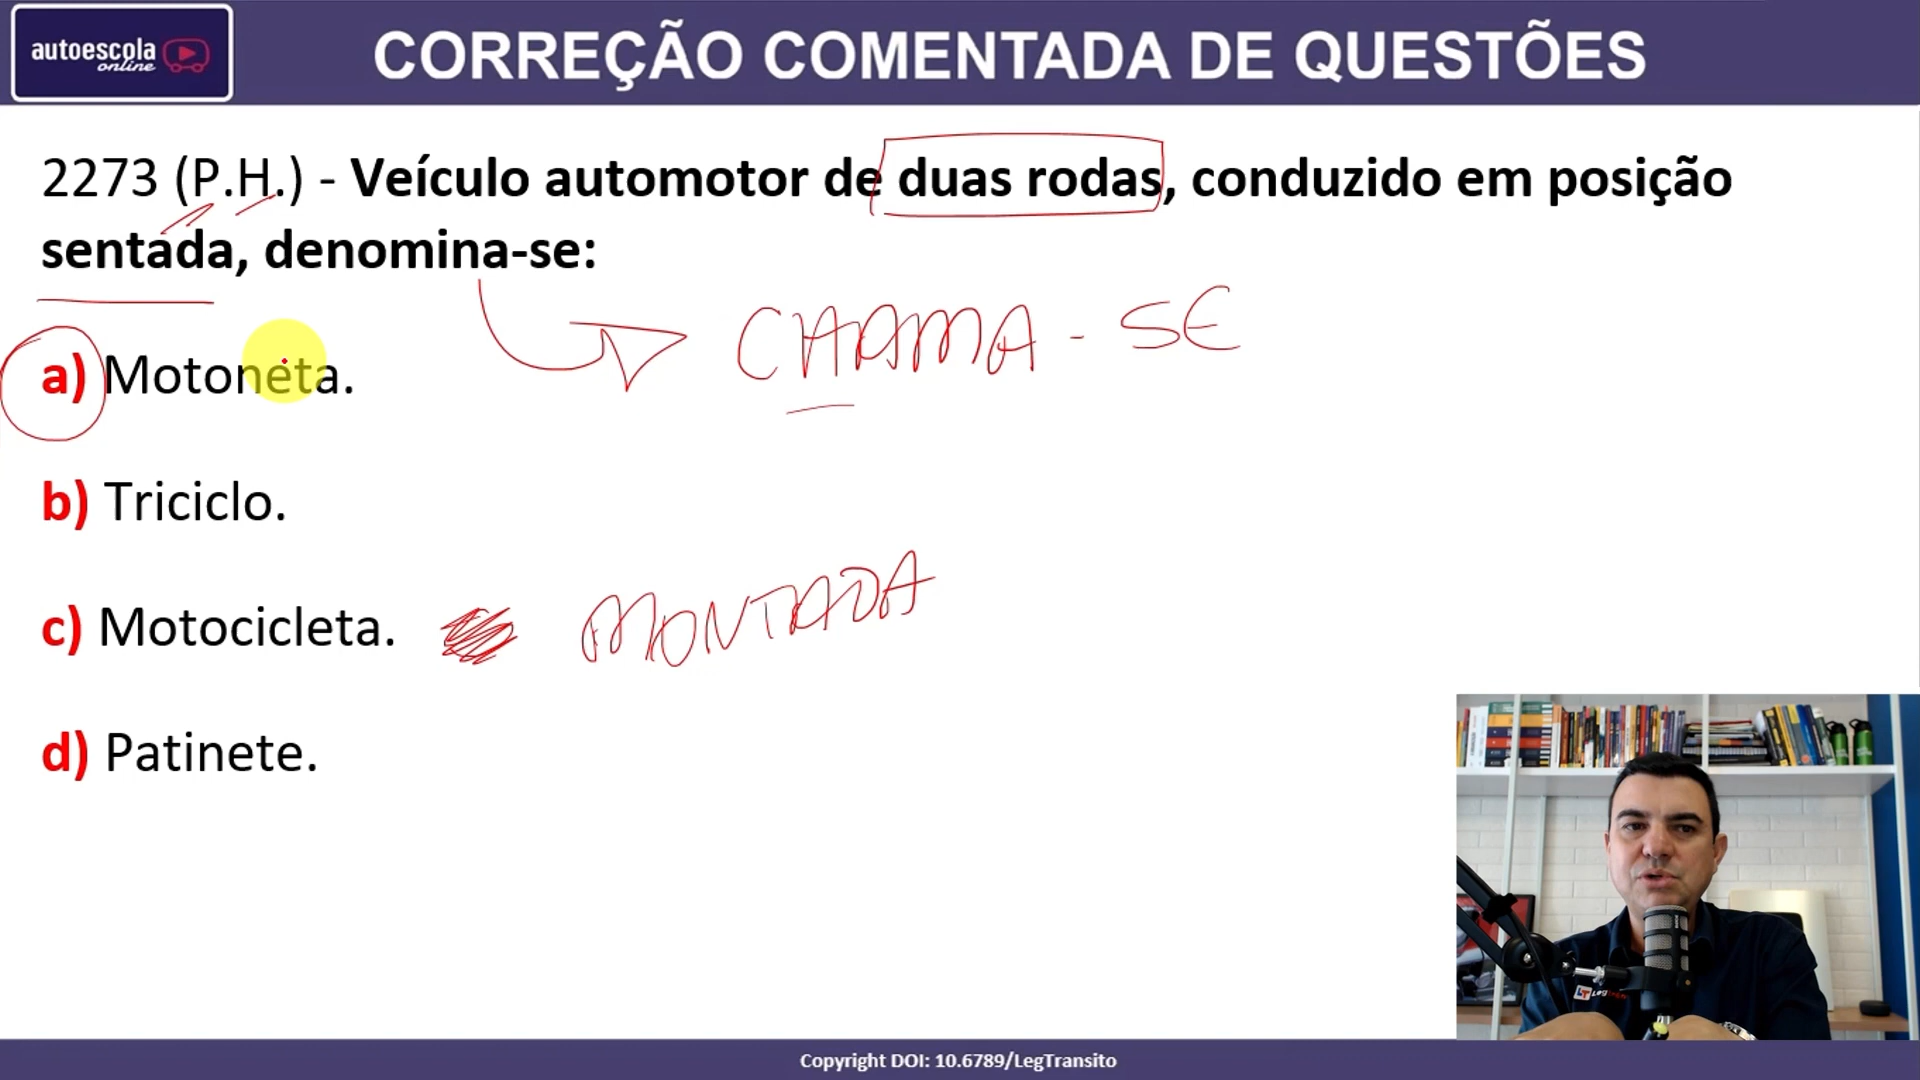 autoescola
online
CORREÇÃO COMENTADA DE QUESTÕES
2273 (P.H.) - Veículo automotor de duas rodas, conduzido em posição
sentada, denomina-se:
CHAMA - SE
a) Motoneta.
b) Triciclo.
c) Motocicleta. MONTADA
d) Patinete.
Copyright DOI: 10.6789/LegTransito